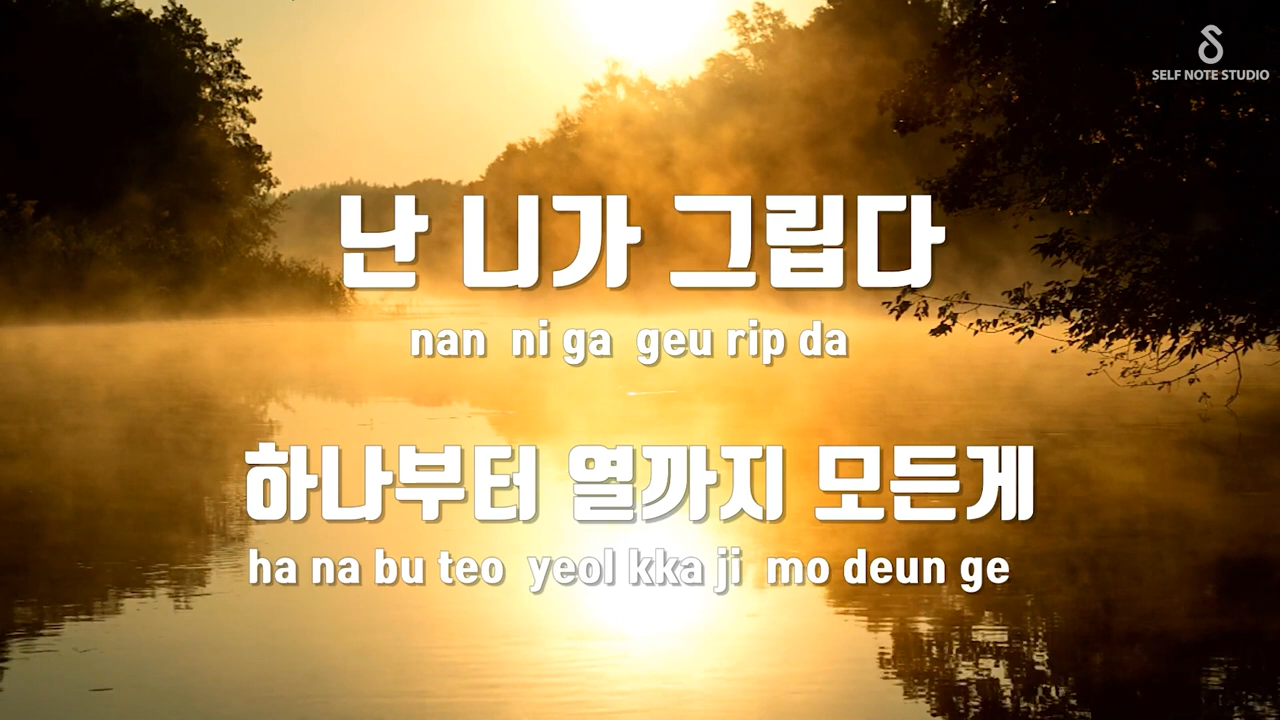 SELF NOTE STUDIO
난 니가 그립다
nan ni ga geu rip da
하나부터 열까지 모든게
ha na bu teo yeol kka ji mo deun ge